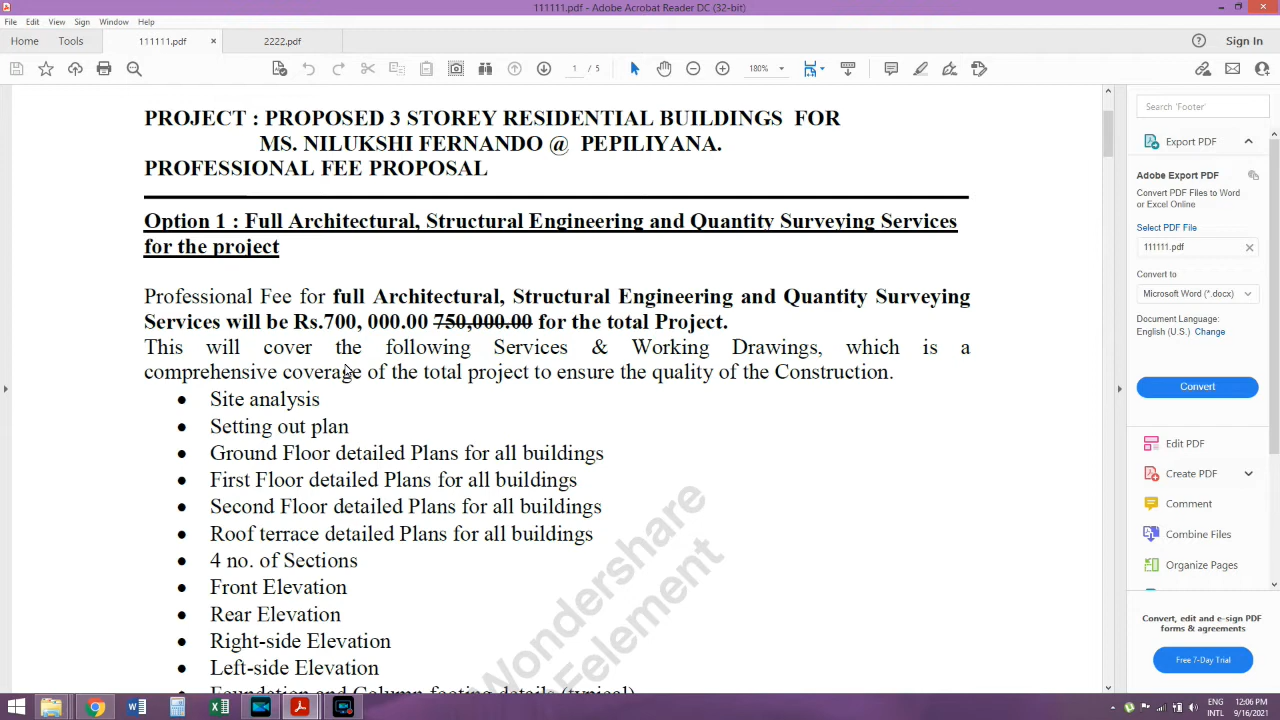 111111.pdf - Adobe Acrobat Reader DC (32-bit)
File Edit View Sign Window Help
Home Tools 111111.pdf × 2222.pdf Sign In
1 / 5 180%
PROJECT : PROPOSED 3 STOREY RESIDENTIAL BUILDINGS FOR
MS. NILUKSHI FERNANDO @ PEPILIYANA.
PROFESSIONAL FEE PROPOSAL
Option 1 : Full Architectural, Structural Engineering and Quantity Surveying Services
for the project
Professional Fee for full Architectural, Structural Engineering and Quantity Surveying
Services will be Rs.700, 000.00 750,000.00 for the total Project.
This will cover the following Services & Working Drawings, which is a
comprehensive coverage of the total project to ensure the quality of the Construction.
• Site analysis
• Setting out plan
• Ground Floor detailed Plans for all buildings
• First Floor detailed Plans for all buildings
• Second Floor detailed Plans for all buildings
• Roof terrace detailed Plans for all buildings
• 4 no. of Sections
• Front Elevation
• Rear Elevation
• Right-side Elevation
• Left-side Elevation
• Foundation and Column footing details (typical)
Wondershare
PDFelement
Search 'Footer'
Export PDF
Adobe Export PDF
Convert PDF Files to Word
or Excel Online
Select PDF File
111111.pdf
Convert to
Microsoft Word (*.docx)
Document Language:
English (U.S.) Change
Convert
Edit PDF
Create PDF
Comment
Combine Files
Organize Pages
Convert, edit and e-sign PDF
forms & agreements
Free 7-Day Trial
ENG 12:06 PM
INTL 9/16/2021